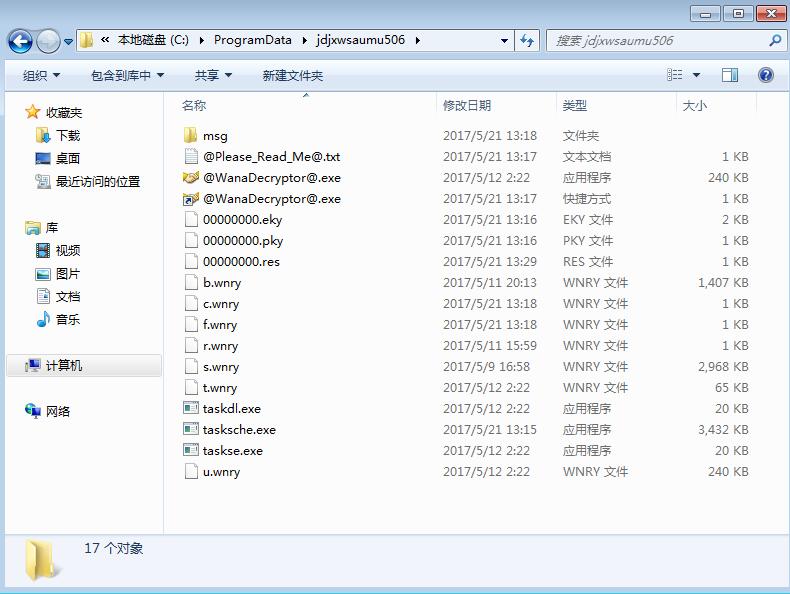 « 本地磁盘 (C:) ▸ ProgramData ▸ jdjxwsaumu506 ▸
搜索 jdjxwsaumu506
组织 包含到库中 共享 新建文件夹
收藏夹
下载
桌面
最近访问的位置
库
视频
图片
文档
音乐
计算机
网络
名称 修改日期 类型 大小
msg 2017/5/21 13:18 文件夹
@Please_Read_Me@.txt 2017/5/21 13:17 文本文档 1 KB
@WanaDecryptor@.exe 2017/5/12 2:22 应用程序 240 KB
@WanaDecryptor@.exe 2017/5/21 13:17 快捷方式 1 KB
00000000.eky 2017/5/21 13:16 EKY 文件 2 KB
00000000.pky 2017/5/21 13:16 PKY 文件 1 KB
00000000.res 2017/5/21 13:29 RES 文件 1 KB
b.wnry 2017/5/11 20:13 WNRY 文件 1,407 KB
c.wnry 2017/5/21 13:18 WNRY 文件 1 KB
f.wnry 2017/5/21 13:18 WNRY 文件 1 KB
r.wnry 2017/5/11 15:59 WNRY 文件 1 KB
s.wnry 2017/5/9 16:58 WNRY 文件 2,968 KB
t.wnry 2017/5/12 2:22 WNRY 文件 65 KB
taskdl.exe 2017/5/12 2:22 应用程序 20 KB
tasksche.exe 2017/5/21 13:15 应用程序 3,432 KB
taskse.exe 2017/5/12 2:22 应用程序 20 KB
u.wnry 2017/5/12 2:22 WNRY 文件 240 KB
17 个对象